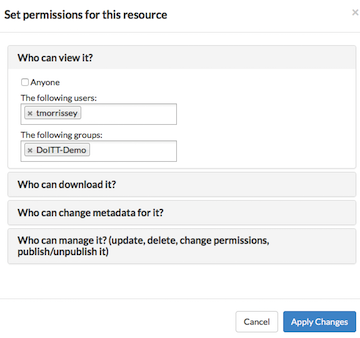 Set permissions for this resource
×
Who can view it?
Anyone
The following users:
× tmorrissey
The following groups:
× DoITT-Demo
Who can download it?
Who can change metadata for it?
Who can manage it? (update, delete, change permissions,
publish/unpublish it)
Cancel
Apply Changes